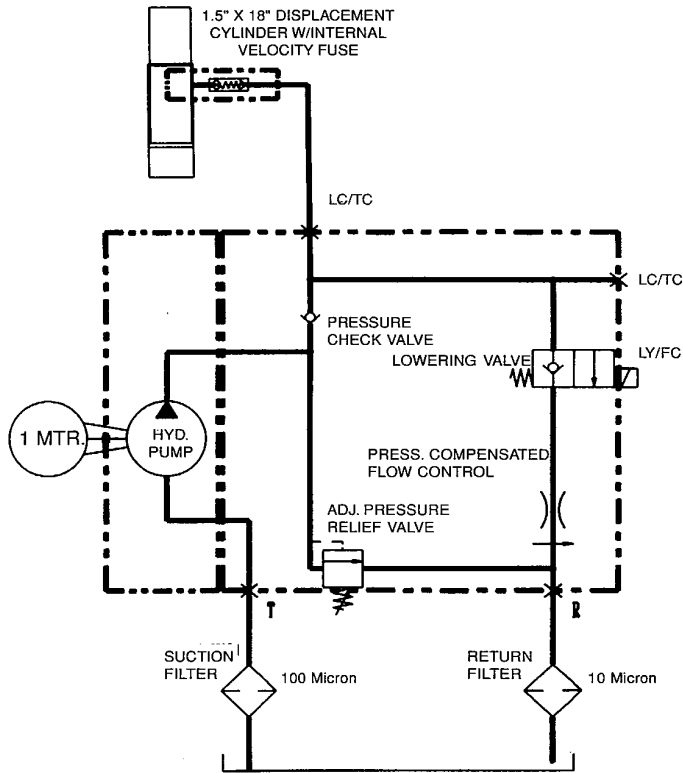 1.5" X 18" DISPLACEMENT
CYLINDER W/INTERNAL
VELOCITY FUSE
LC/TC
LC/TC
PRESSURE
CHECK VALVE
LOWERING VALVE
LY/FC
1 MTR.
HYD.
PUMP
PRESS. COMPENSATED
FLOW CONTROL
ADJ. PRESSURE
RELIEF VALVE
T
R
SUCTION
FILTER
100 Micron
RETURN
FILTER
10 Micron